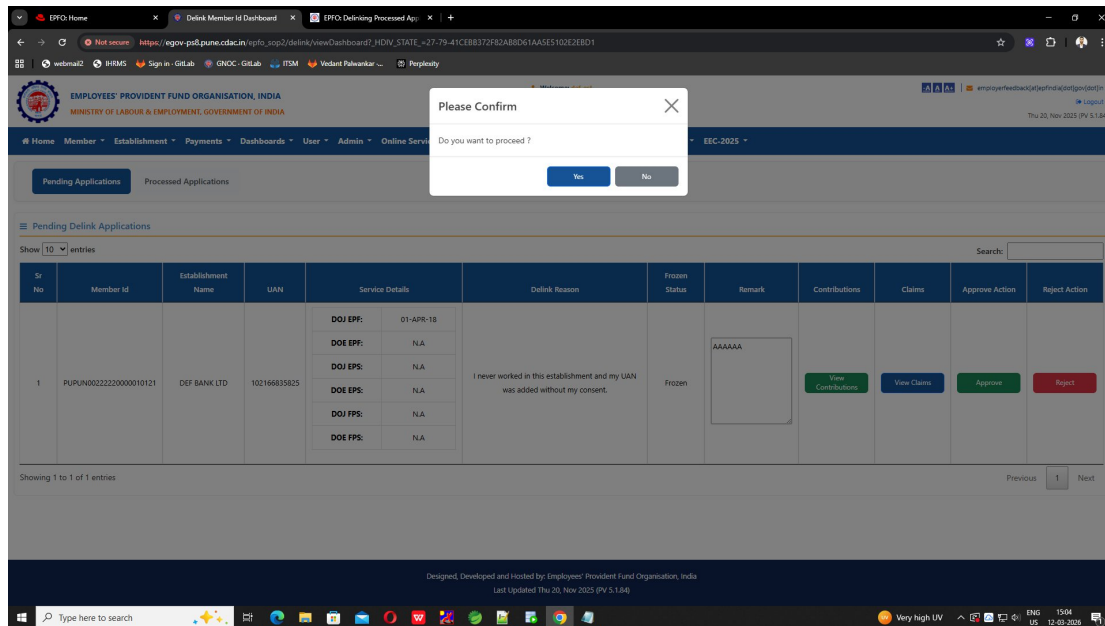 EPFO: Home
Delink Member Id Dashboard
EPFO: Delinking Processed App
Not secure https://egov-ps8.pune.cdac.in/epfo_sop2/delink/viewDashboard?_HDIV_STATE_=27-79-41CEBB372F82AB8D61AA5E5102E2EBD1
webmail2 IHRMS Sign in · GitLab GNOC · GitLab ITSM Vedant Palwankar -... Perplexity
EMPLOYEES' PROVIDENT FUND ORGANISATION, INDIA
MINISTRY OF LABOUR & EMPLOYMENT, GOVERNMENT OF INDIA
-A A A+ employerfeedback[at]epfindia[dot]gov[dot]in
Logout
Thu 20, Nov 2025 (PV 5.1.84
Home Member Establishment Payments Dashboards User Admin Online Servi EEC-2025
Please Confirm
Do you want to proceed ?
Yes No
Pending Applications Processed Applications
Pending Delink Applications
Show 10 entries
Search:
Sr No Member Id Establishment Name UAN Service Details Delink Reason Frozen Status Remark Contributions Claims Approve Action Reject Action
1 PUPUN00222220000010121 DEF BANK LTD 102166835825
DOJ EPF: 01-APR-18
DOE EPF: N.A
DOJ EPS: N.A
DOE EPS: N.A
DOJ FPS: N.A
DOE FPS: N.A
I never worked in this establishment and my UAN
was added without my consent.
Frozen
AAAAAA
View Contributions
View Claims
Approve
Reject
Showing 1 to 1 of 1 entries
Previous 1 Next
Designed, Developed and Hosted by: Employees' Provident Fund Organisation, India
Last Updated Thu 20, Nov 2025 (PV 5.1.84)
Type here to search
Very high UV
ENG
US
15:04
12-03-2026